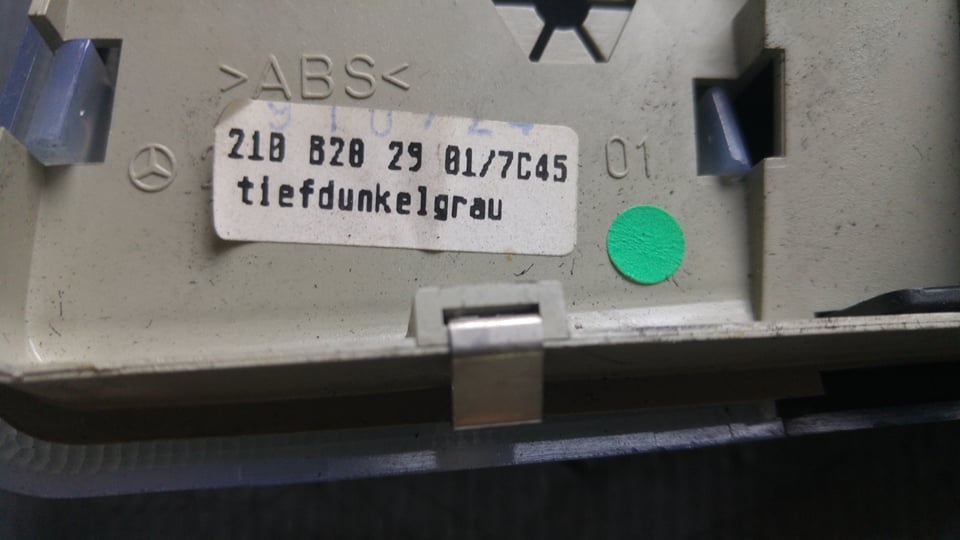 >ABS<
210 820 29 01/7C45
tiefdunkelgrau
01